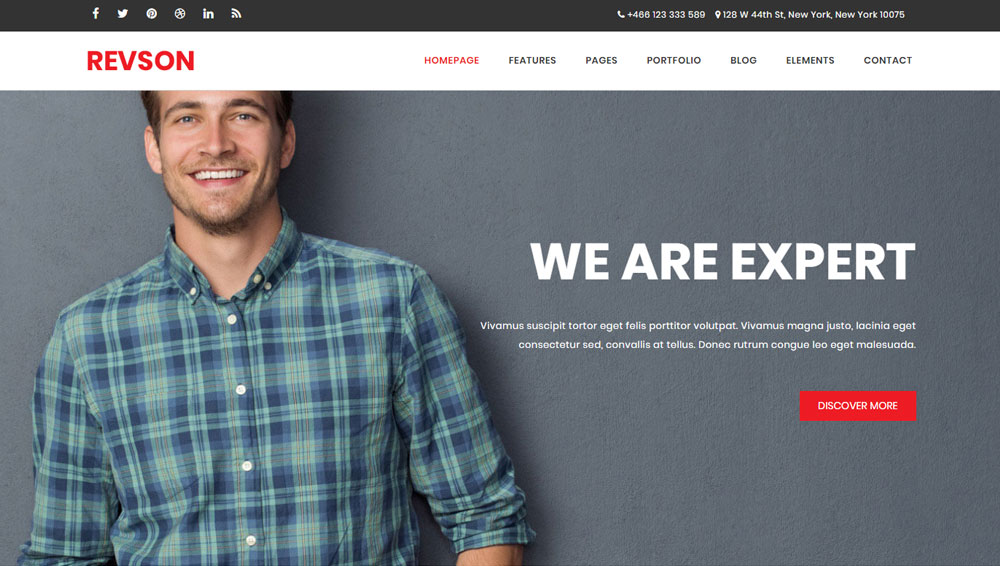 +466 123 333 589 128 W 44th St, New York, New York 10075
REVSON
HOMEPAGE FEATURES PAGES PORTFOLIO BLOG ELEMENTS CONTACT
WE ARE EXPERT
Vivamus suscipit tortor eget felis porttitor volutpat. Vivamus magna justo, lacinia eget
consectetur sed, convallis at tellus. Donec rutrum congue leo eget malesuada.
DISCOVER MORE